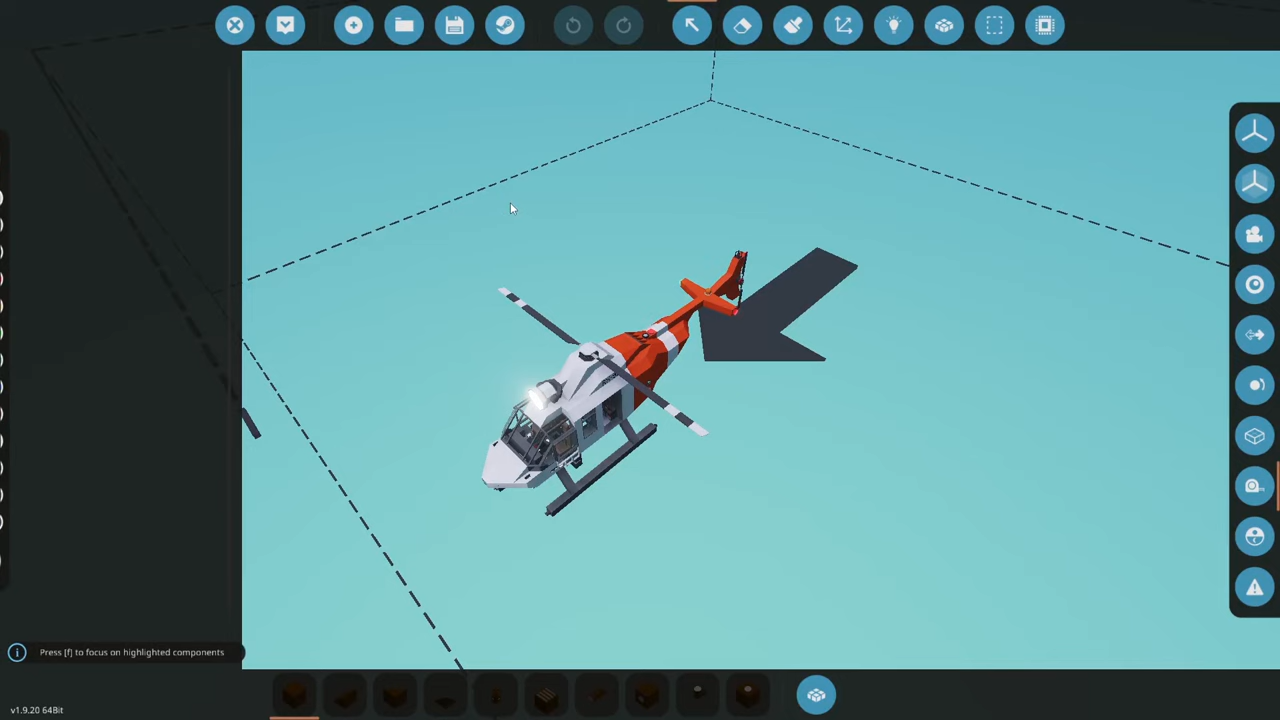 Press [f] to focus on highlighted components
v1.9.20 64Bit